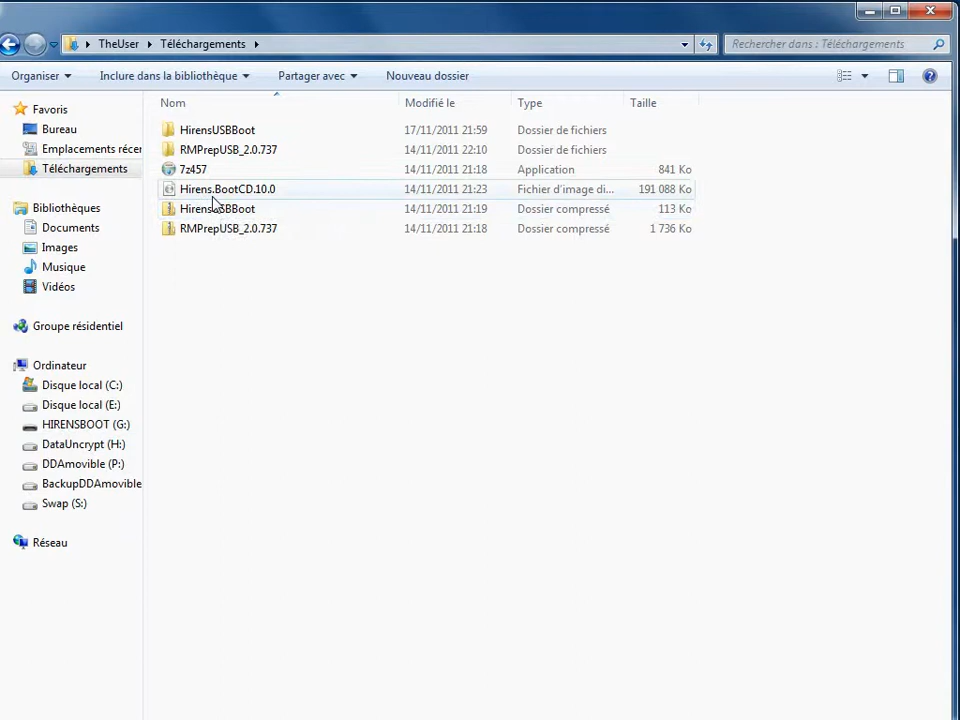 TheUser Téléchargements Rechercher dans : Téléchargements
Organiser Inclure dans la bibliothèque Partager avec Nouveau dossier
Nom Modifié le Type Taille
HirensUSBBoot 17/11/2011 21:59 Dossier de fichiers
RMPrepUSB_2.0.737 14/11/2011 22:10 Dossier de fichiers
7z457 14/11/2011 21:18 Application 841 Ko
Hirens.BootCD.10.0 14/11/2011 21:23 Fichier d'image di... 191 088 Ko
HirensUSBBoot 14/11/2011 21:19 Dossier compressé 113 Ko
RMPrepUSB_2.0.737 14/11/2011 21:18 Dossier compressé 1 736 Ko
Favoris
Bureau
Emplacements récer
Téléchargements
Bibliothèques
Documents
Images
Musique
Vidéos
Groupe résidentiel
Ordinateur
Disque local (C:)
Disque local (E:)
HIRENSBOOT (G:)
DataUncrypt (H:)
DDAmovible (P:)
BackupDDAmovible
Swap (S:)
Réseau